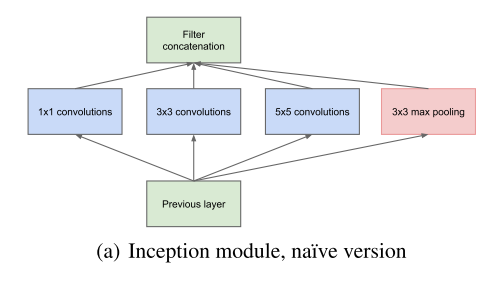 Filter
concatenation
1x1 convolutions
3x3 convolutions
5x5 convolutions
3x3 max pooling
Previous layer
(a) Inception module, naïve version